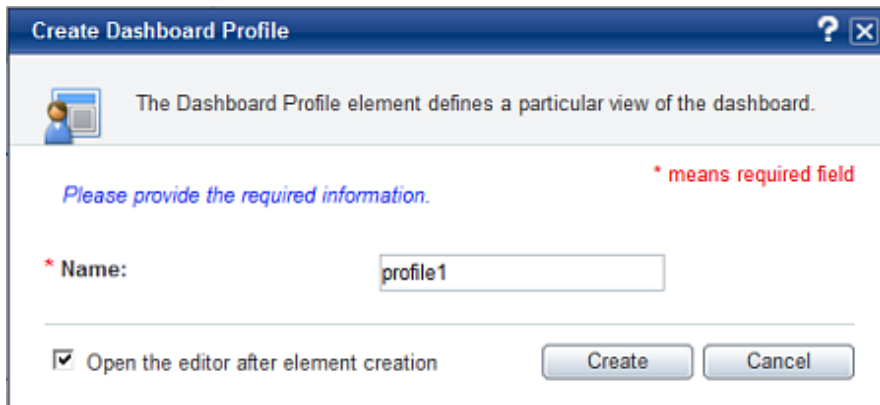 Create Dashboard Profile ?
The Dashboard Profile element defines a particular view of the dashboard.
* means required field
Please provide the required information.
* Name: profile1
Open the editor after element creation Create Cancel